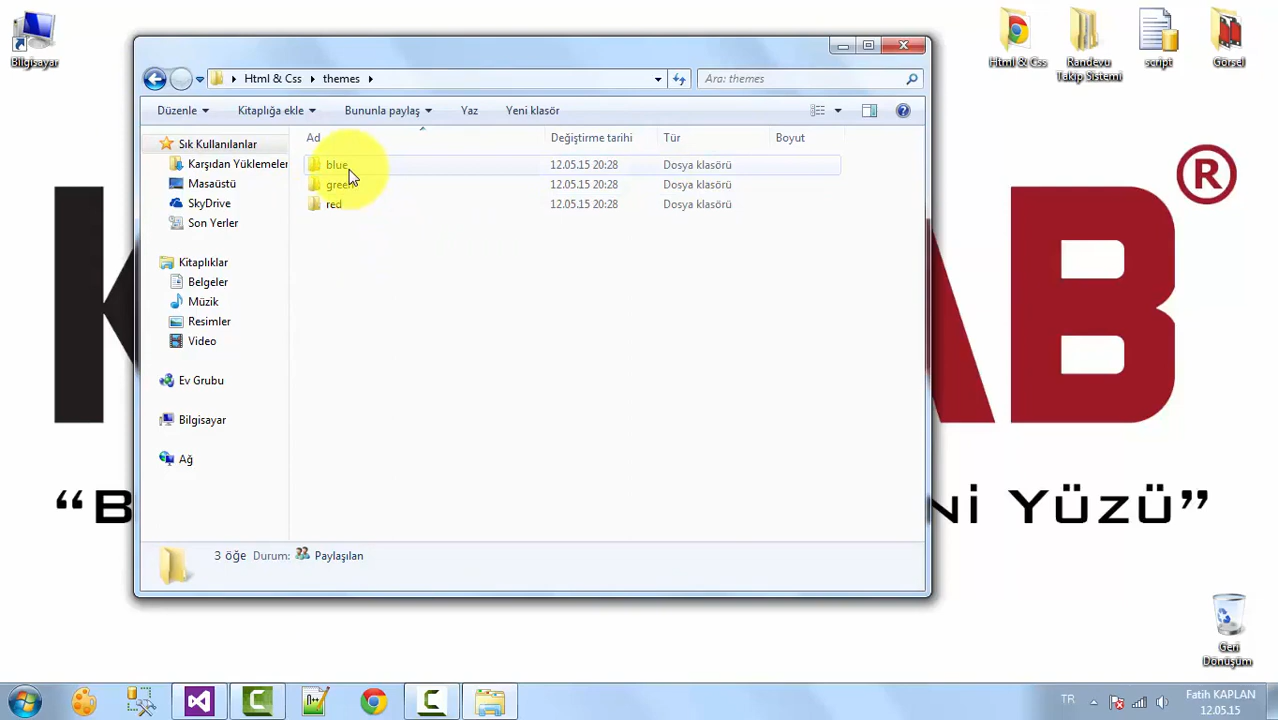 Bilgisayar
Html & Css
Randevu
Takip Sistemi
script
Görsel
Html & Css
themes
Ara: themes
Düzenle
Kitaplığa ekle
Bununla paylaş
Yaz
Yeni klasör
Ad
Değiştirme tarihi
Tür
Boyut
Sık Kullanılanlar
Karşıdan Yüklemeler
Masaüstü
SkyDrive
Son Yerler
Kitaplıklar
Belgeler
Müzik
Resimler
Video
Ev Grubu
Bilgisayar
Ağ
blue
12.05.15 20:28
Dosya klasörü
green
12.05.15 20:28
Dosya klasörü
red
12.05.15 20:28
Dosya klasörü
3 öğe Durum: Paylaşılan
®
AB
Yüzü”
Geri
Dönüşüm
TR
Fatih KAPLAN
12.05.15